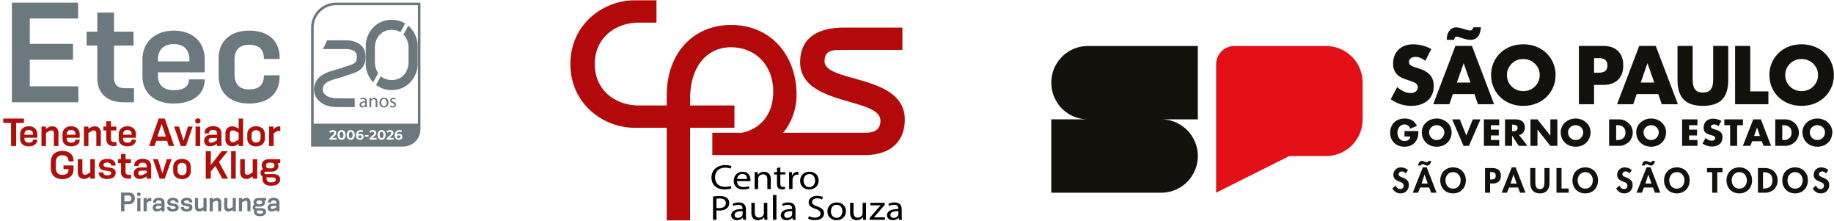 Etec
Tenente Aviador
Gustavo Klug
Pirassununga
20
anos
2006-2026
cps
Centro
Paula Souza
SP
SÃO PAULO
GOVERNO DO ESTADO
SÃO PAULO SÃO TODOS